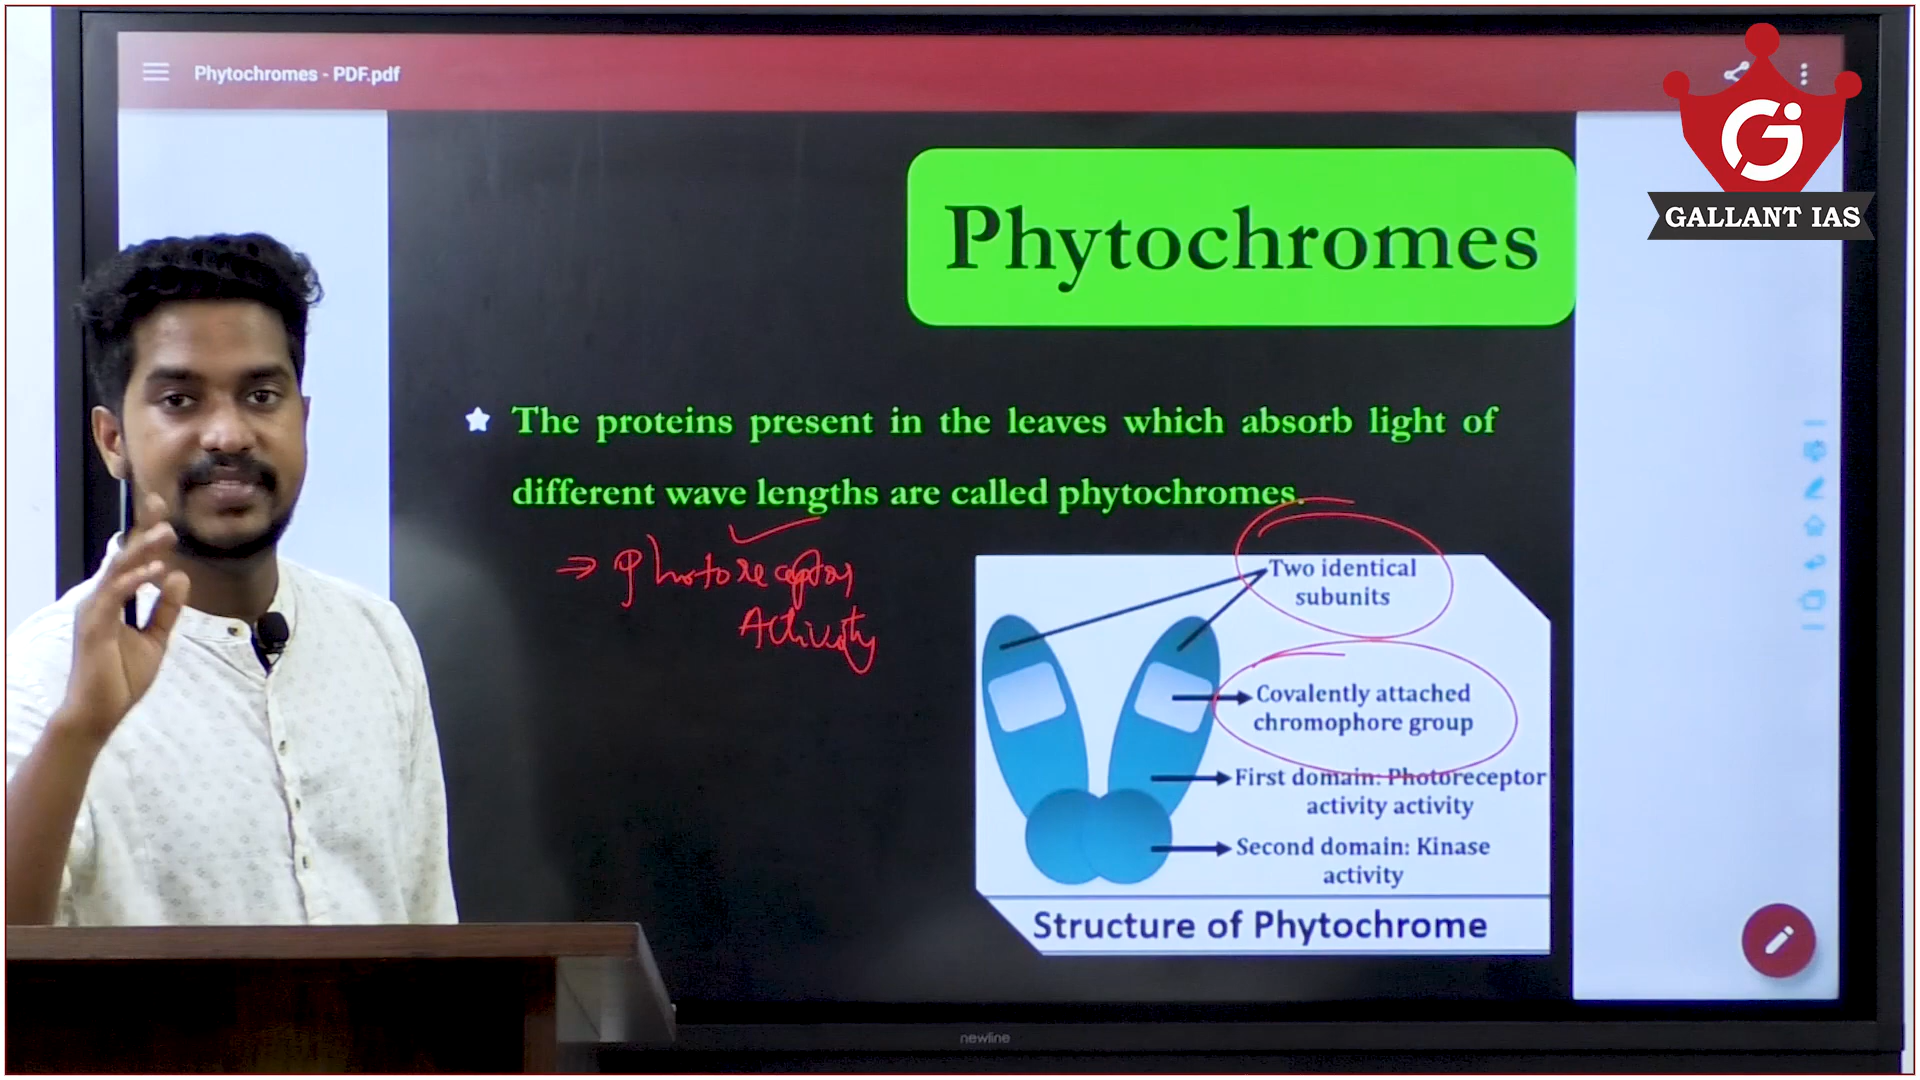 Phytochromes - PDF.pdf
GALLANT IAS
Phytochromes
The proteins present in the leaves which absorb light of
different wave lengths are called phytochromes.
⇒ Photoreceptor
Activity
Two identical
subunits
Covalently attached
chromophore group
First domain: Photoreceptor
activity activity
Second domain: Kinase
activity
Structure of Phytochrome
newline